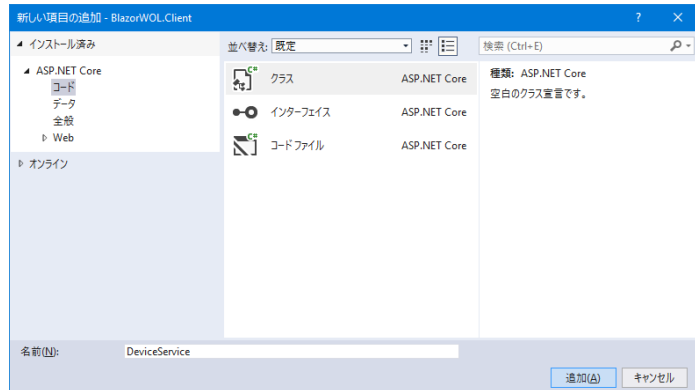 新しい項目の追加 - BlazorWOL.Client
? ×
インストール済み
ASP.NET Core
コード
データ
全般
Web
オンライン
並べ替え: 既定
検索 (Ctrl+E)
C# クラス ASP.NET Core
インターフェイス ASP.NET Core
C# コード ファイル ASP.NET Core
種類: ASP.NET Core
空白のクラス宣言です。
名前(N): DeviceService
追加(A) キャンセル